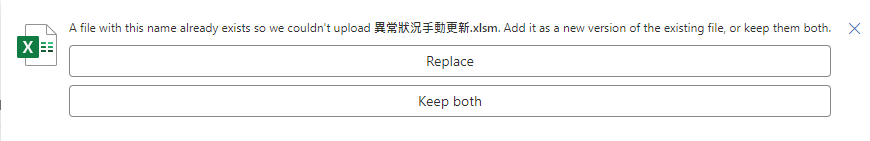 A file with this name already exists so we couldn't upload 異常狀況手動更新.xlsm. Add it as a new version of the existing file, or keep them both.
Replace
Keep both